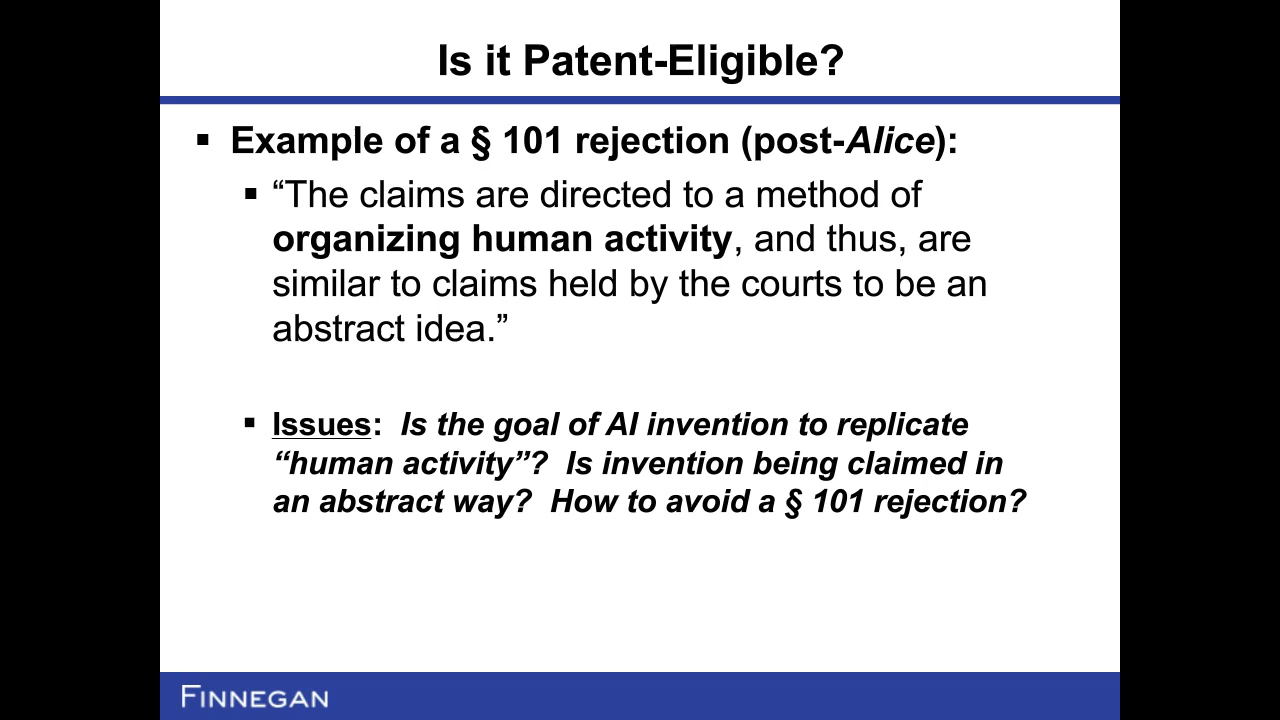 Is it Patent-Eligible?
▪ Example of a § 101 rejection (post-Alice):
▪ “The claims are directed to a method of
organizing human activity, and thus, are
similar to claims held by the courts to be an
abstract idea.”
▪ Issues: Is the goal of AI invention to replicate
“human activity”? Is invention being claimed in
an abstract way? How to avoid a § 101 rejection?
FINNEGAN